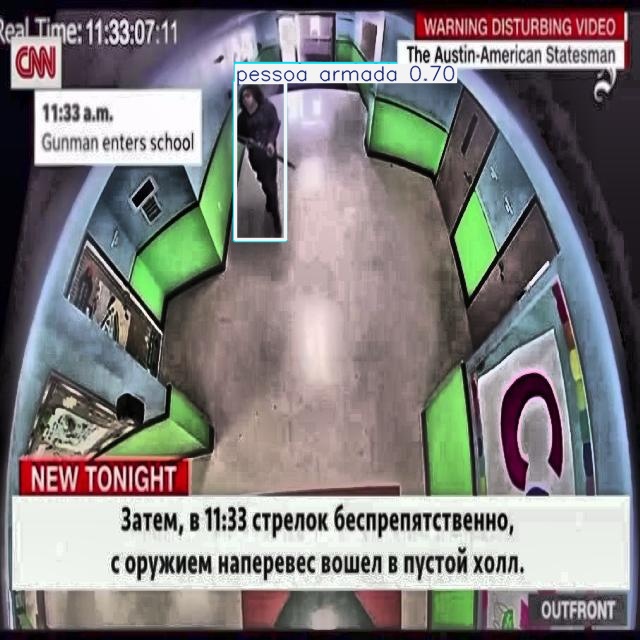 Real Time: 11:33:07:11
CNN
WARNING DISTURBING VIDEO
The Austin-American Statesman
pessoa armada 0.70
11:33 a.m.
Gunman enters school
NEW TONIGHT
Затем, в 11:33 стрелок беспрепятственно,
с оружием наперевес вошел в пустой холл.
OUTFRONT